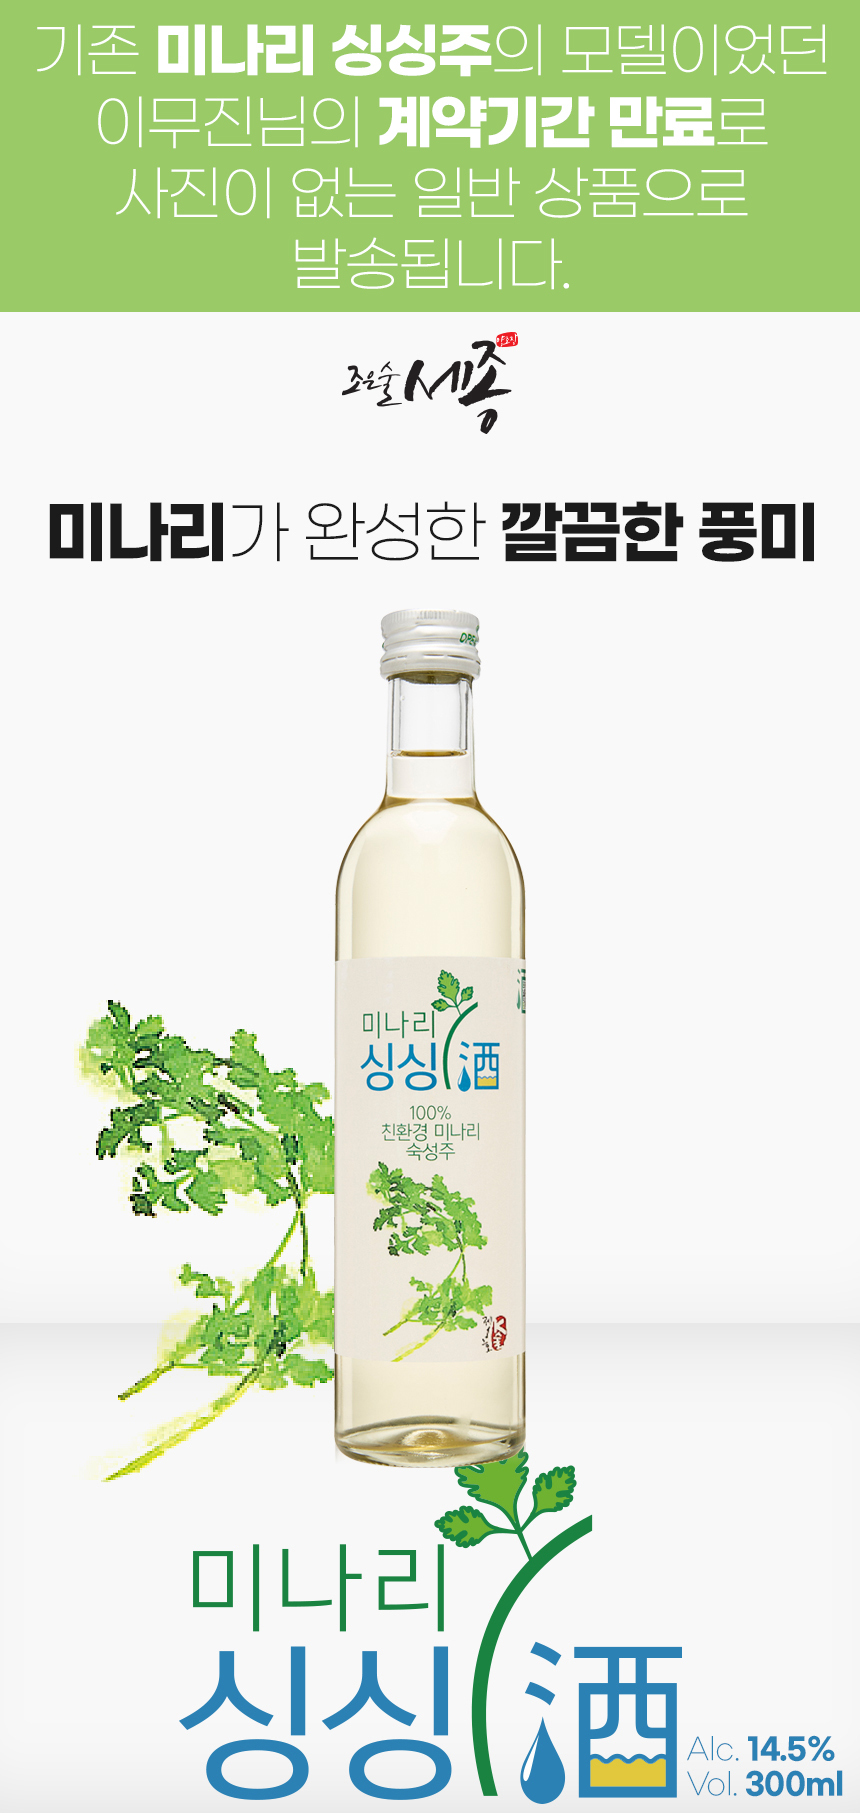 기존 미나리 싱싱주의 모델이었던
이무진님의 계약기간 만료로
사진이 없는 일반 상품으로
발송됩니다.
조은술 세종
미나리가 완성한 깔끔한 풍미
OPEN
酒
미나리
싱싱酒
100%
친환경 미나리
숙성주
미나리
싱싱酒
Alc. 14.5%
Vol. 300ml